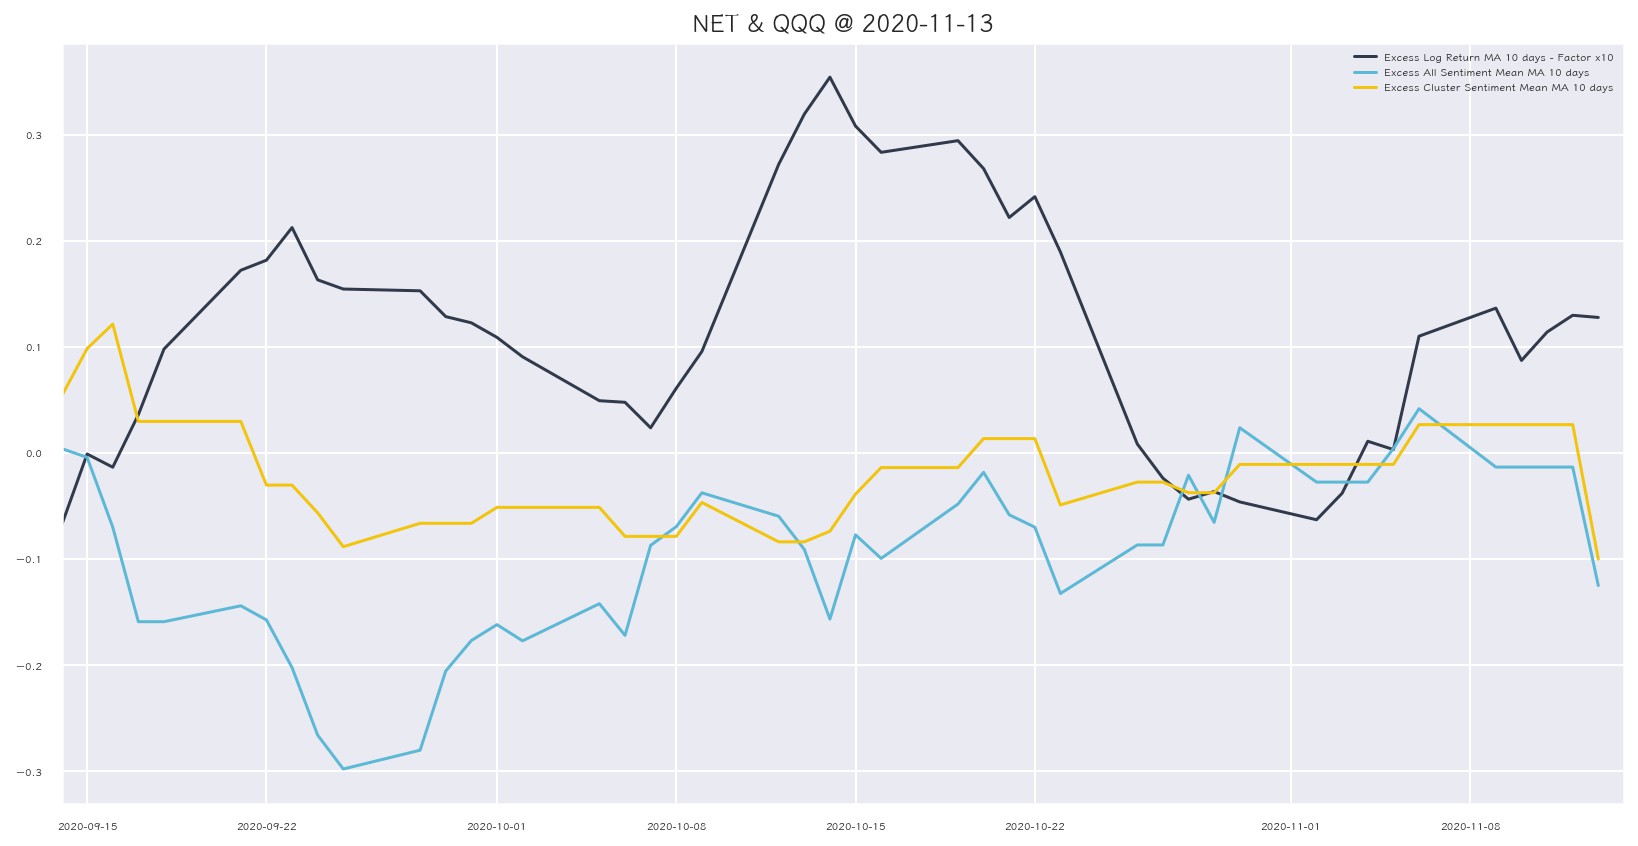 NET & QQQ @ 2020-11-13
Excess Log Return MA 10 days - Factor x10
Excess All Sentiment Mean MA 10 days
Excess Cluster Sentiment Mean MA 10 days
0.3
0.2
0.1
0.0
−0.1
−0.2
−0.3
2020-09-15 2020-09-22 2020-10-01 2020-10-08 2020-10-15 2020-10-22 2020-11-01 2020-11-08